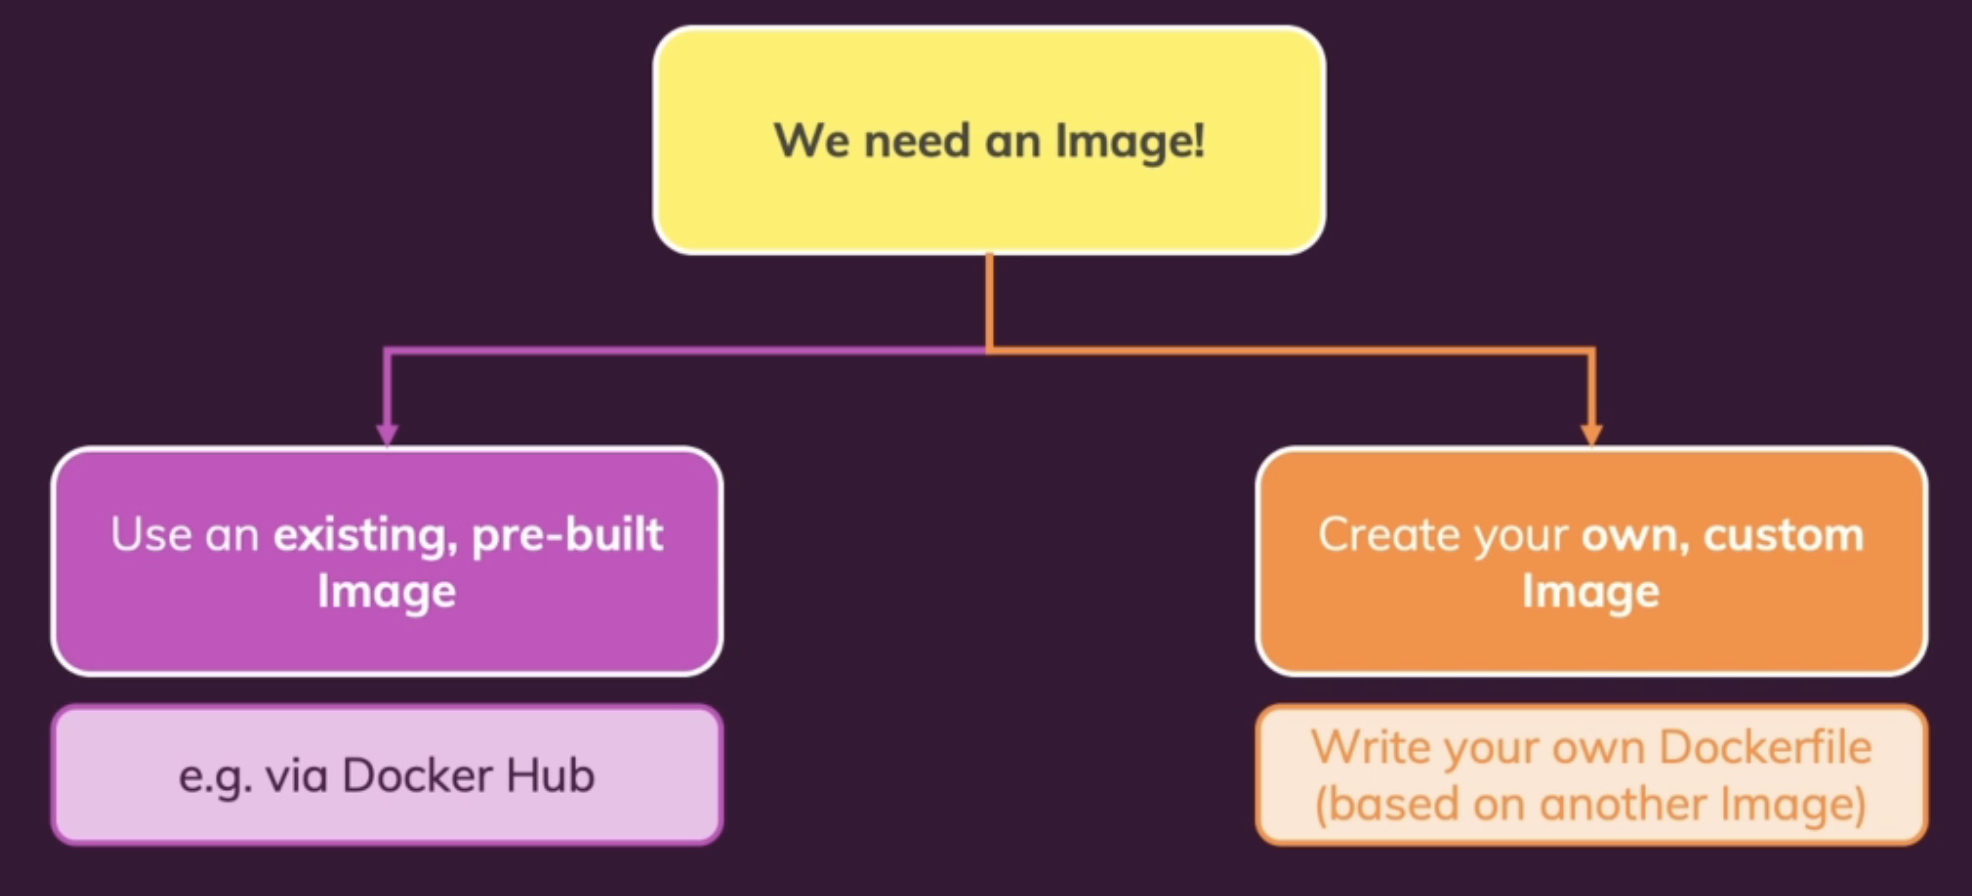 We need an Image!
Use an existing, pre-built
Image
e.g. via Docker Hub
Create your own, custom
Image
Write your own Dockerfile
(based on another Image)